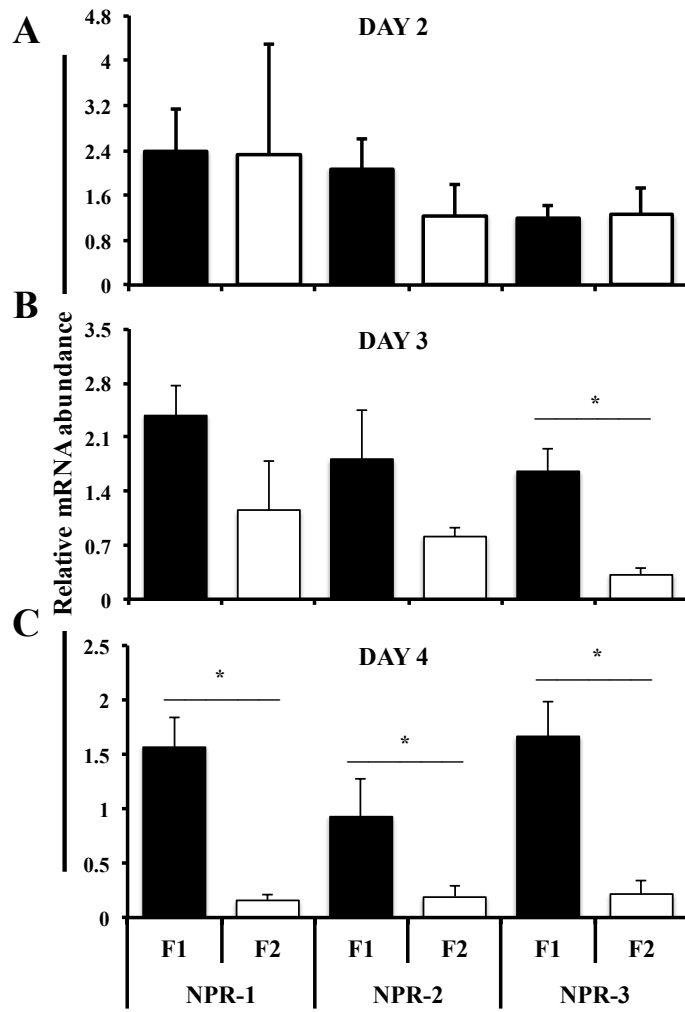 A
DAY 2
4.8
4
3.2
2.4
1.6
0.8
0
Relative mRNA abundance
B
DAY 3
3.5
2.8
2.1
1.4
0.7
0
*
C
DAY 4
2.5
2
1.5
1
0.5
0
*
*
*
F1 F2 F1 F2 F1 F2
NPR-1 NPR-2 NPR-3